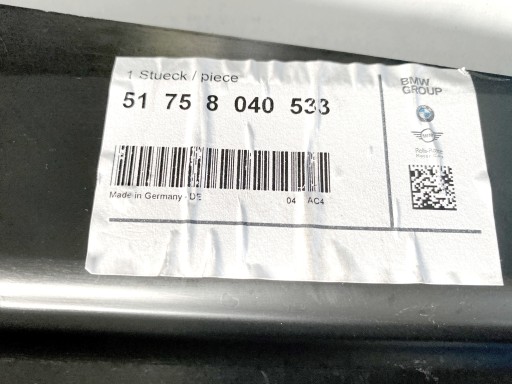 1 Stueck / piece
51 75 8 040 533
Made in Germany - DE 04 AC4
BMW
GROUP